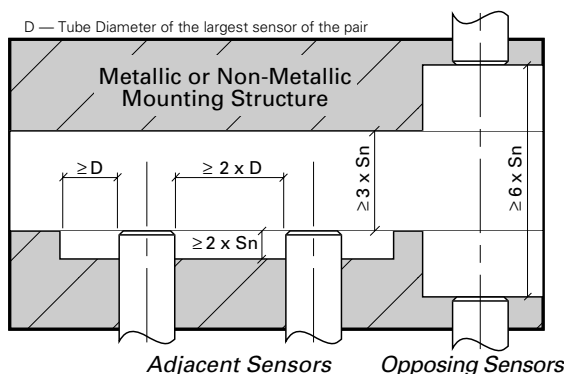 D — Tube Diameter of the largest sensor of the pair
Metallic or Non-Metallic
Mounting Structure
≥D
≥ 2 x D
≥3 x Sn
≥6 x Sn
≥ 2 x Sn
Adjacent Sensors
Opposing Sensors